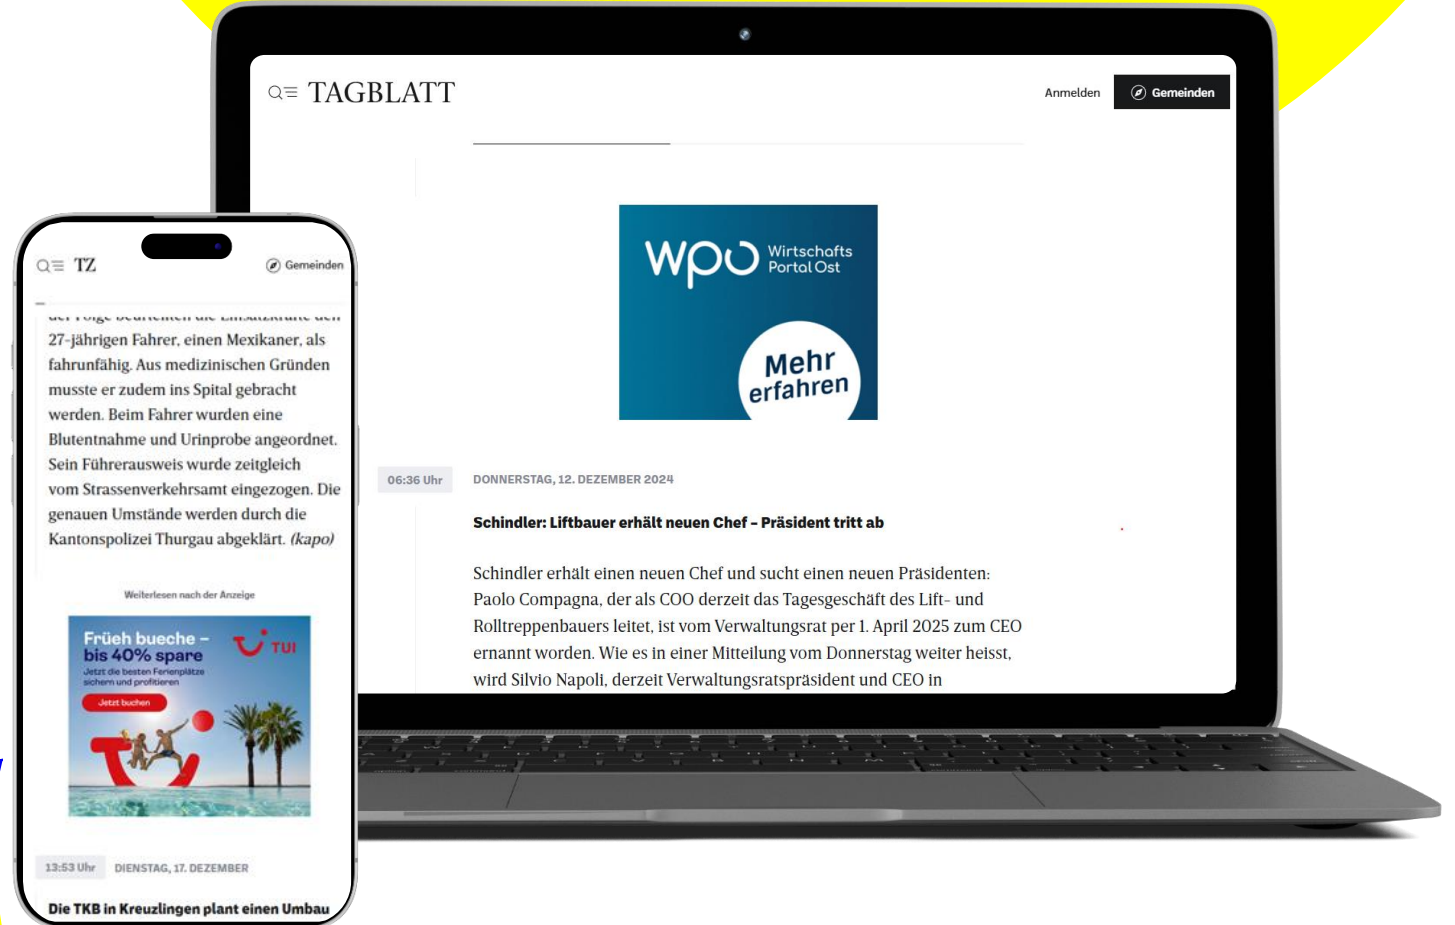 TAGBLATT
Anmelden
Gemeinden
wpo Wirtschafts
Portal Ost
Mehr
erfahren
06:36 Uhr
DONNERSTAG, 12. DEZEMBER 2024
Schindler: Liftbauer erhält neuen Chef – Präsident tritt ab
Schindler erhält einen neuen Chef und sucht einen neuen Präsidenten:
Paolo Compagna, der als COO derzeit das Tagesgeschäft des Lift- und
Rolltreppenbauers leitet, ist vom Verwaltungsrat per 1. April 2025 zum CEO
ernannt worden. Wie es in einer Mitteilung vom Donnerstag weiter heisst,
wird Silvio Napoli, derzeit Verwaltungsratspräsident und CEO in
TZ
Gemeinden
der Folge beurteilten die Einsatzkräfte den
27-jährigen Fahrer, einen Mexikaner, als
fahrunfähig. Aus medizinischen Gründen
musste er zudem ins Spital gebracht
werden. Beim Fahrer wurden eine
Blutentnahme und Urinprobe angeordnet.
Sein Führerausweis wurde zeitgleich
vom Strassenverkehrsamt eingezogen. Die
genauen Umstände werden durch die
Kantonspolizei Thurgau abgeklärt. (kapo)
Weiterlesen nach der Anzeige
Früeh bueche –
bis 40% spare
Jetzt die besten Ferienplätze
sichern und profitieren
Jetzt buchen
TUI
13:53 Uhr
DIENSTAG, 17. DEZEMBER
Die TKB in Kreuzlingen plant einen Umbau